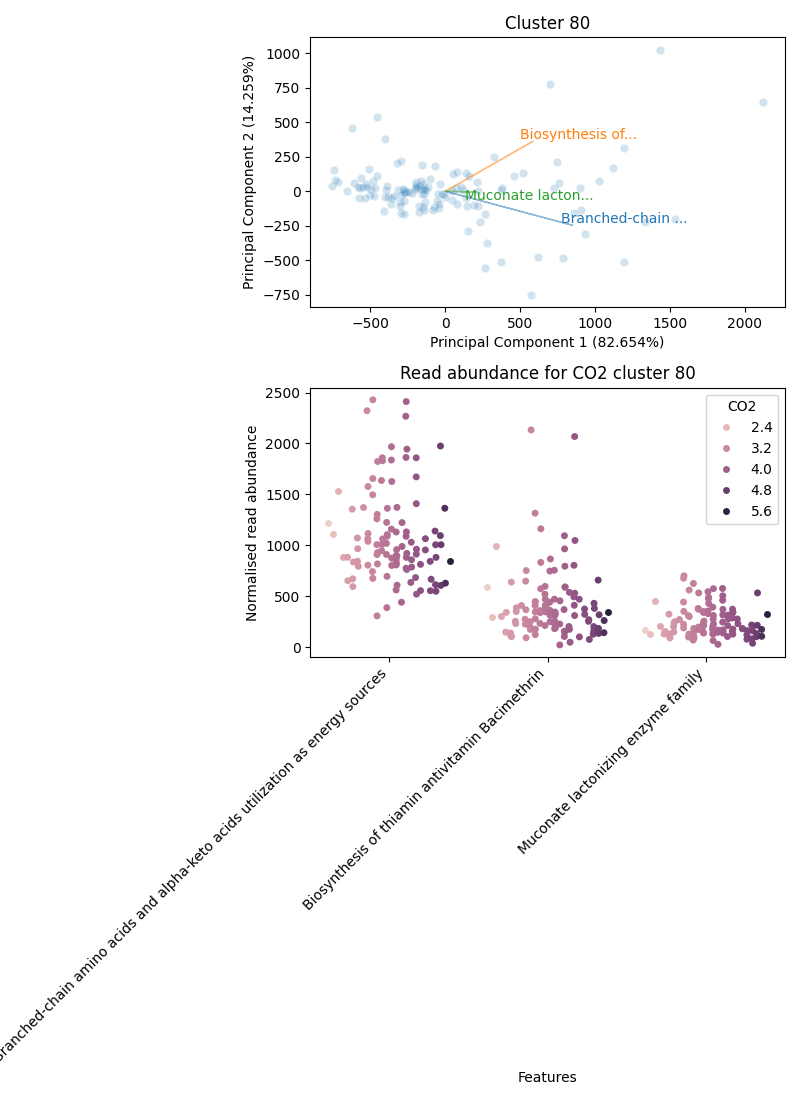 Cluster 80
1000
750
500
250
0
−250
−500
−750
Principal Component 2 (14.259%)
Biosynthesis of...
Muconate lacton...
Branched-chain ...
−500
0
500
1000
1500
2000
Principal Component 1 (82.654%)
Read abundance for CO2 cluster 80
2500
2000
1500
1000
500
0
Normalised read abundance
CO2
2.4
3.2
4.0
4.8
5.6
Branched-chain amino acids and alpha-keto acids utilization as energy sources
Biosynthesis of thiamin antivitamin Bacimethrin
Muconate lactonizing enzyme family
Features